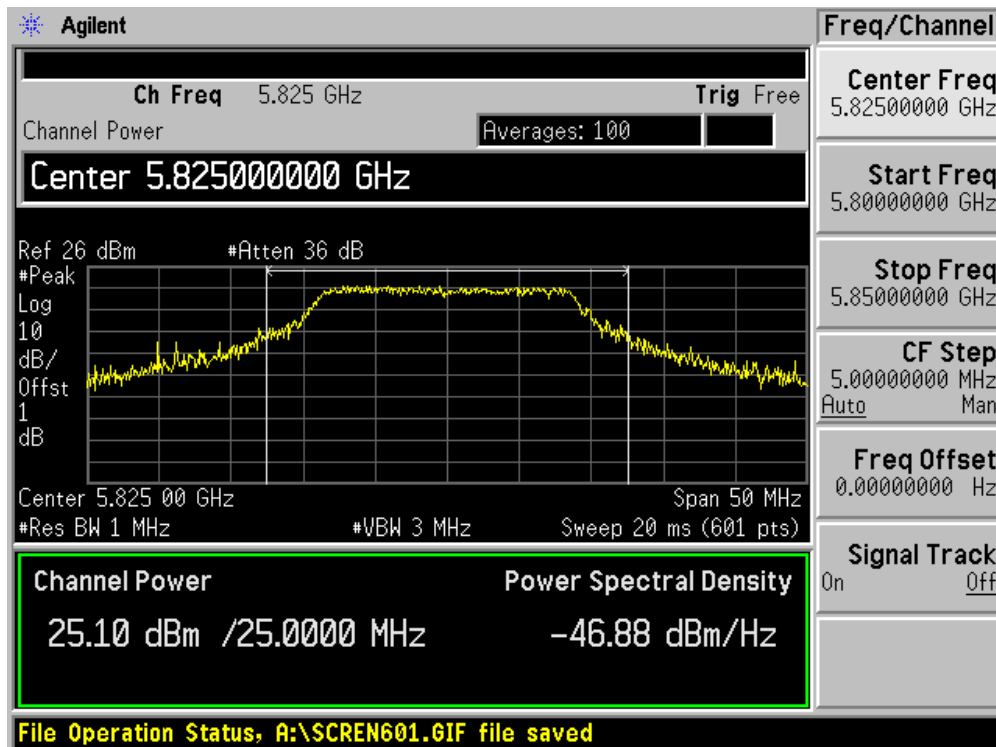 Agilent
Freq/Channel
Ch Freq 5.825 GHz Trig Free
Channel Power Averages: 100
Center 5.825000000 GHz
Ref 26 dBm #Atten 36 dB
#Peak
Log
10
dB/
Offst
1
dB
Center 5.825 00 GHz Span 50 MHz
#Res BW 1 MHz #VBW 3 MHz Sweep 20 ms (601 pts)
Channel Power Power Spectral Density
25.10 dBm /25.0000 MHz -46.88 dBm/Hz
File Operation Status, A:\SCREN601.GIF file saved
Center Freq
5.82500000 GHz
Start Freq
5.80000000 GHz
Stop Freq
5.85000000 GHz
CF Step
5.00000000 MHz
Auto Man
Freq Offset
0.00000000 Hz
Signal Track
On Off